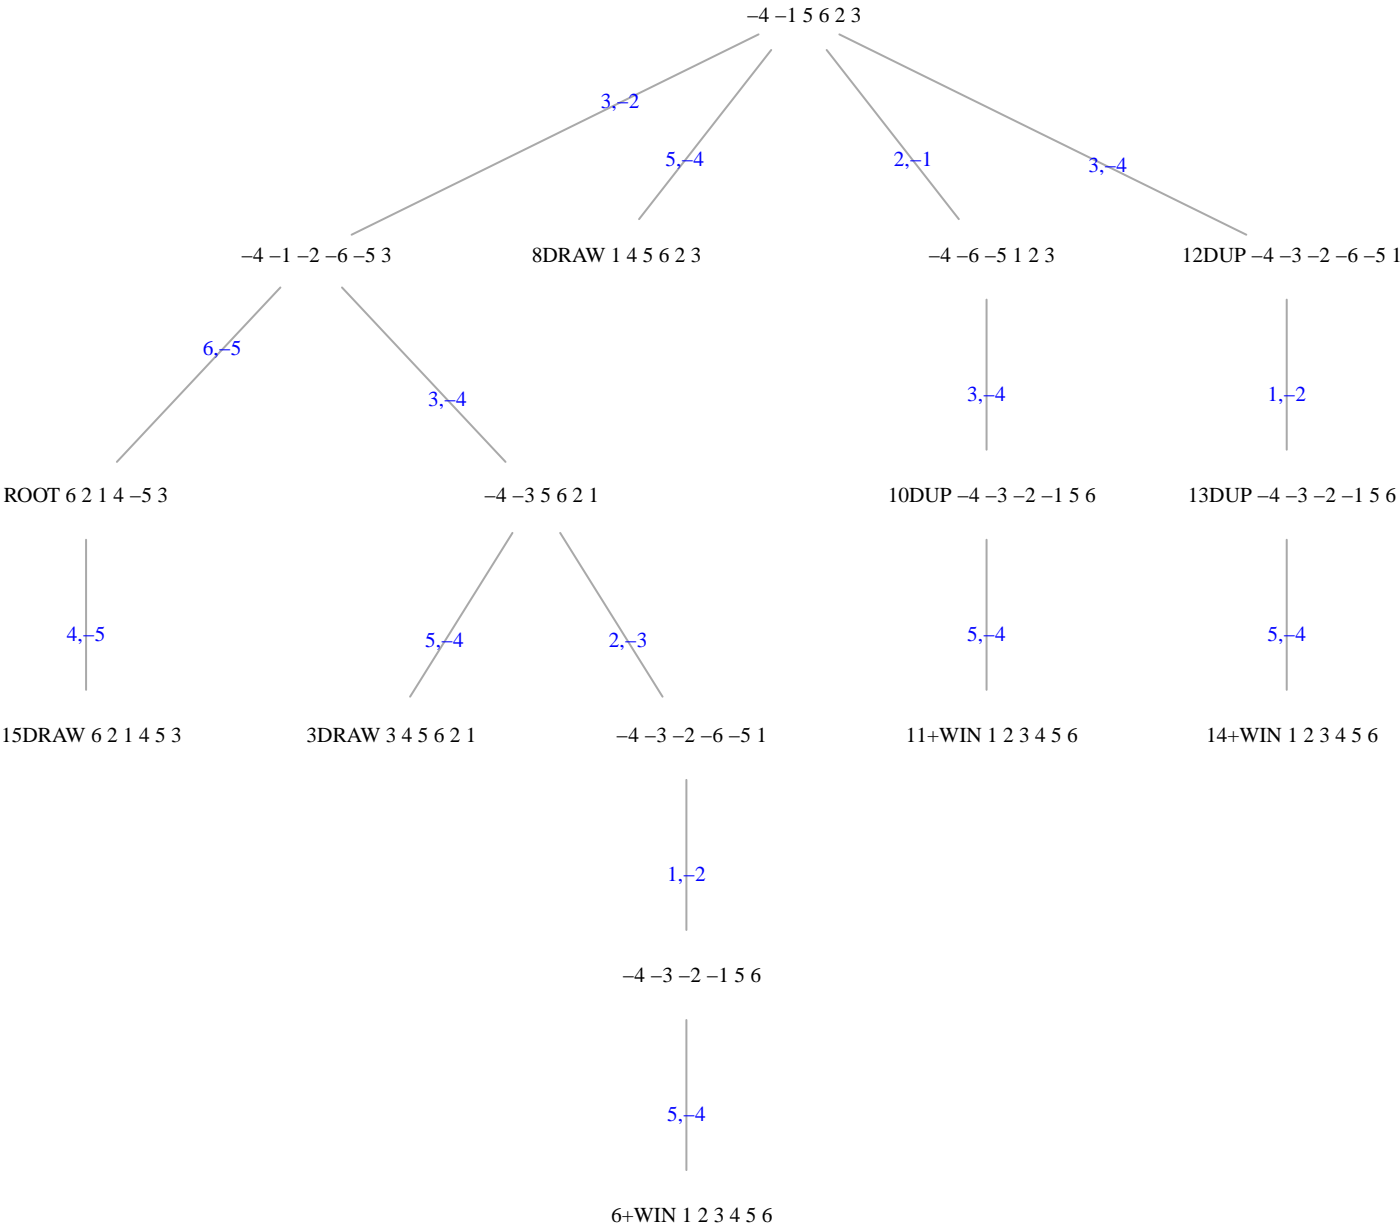 −4 −1 5 6 2 3
3,−2
5,−4
2,−1
3,−4
−4 −1 −2 −6 −5 3
8DRAW 1 4 5 6 2 3
−4 −6 −5 1 2 3
12DUP −4 −3 −2 −6 −5 1
6,−5
3,−4
3,−4
1,−2
ROOT 6 2 1 4 −5 3
−4 −3 5 6 2 1
10DUP −4 −3 −2 −1 5 6
13DUP −4 −3 −2 −1 5 6
4,−5
5,−4
2,−3
5,−4
5,−4
15DRAW 6 2 1 4 5 3
3DRAW 3 4 5 6 2 1
−4 −3 −2 −6 −5 1
11+WIN 1 2 3 4 5 6
14+WIN 1 2 3 4 5 6
1,−2
−4 −3 −2 −1 5 6
5,−4
6+WIN 1 2 3 4 5 6